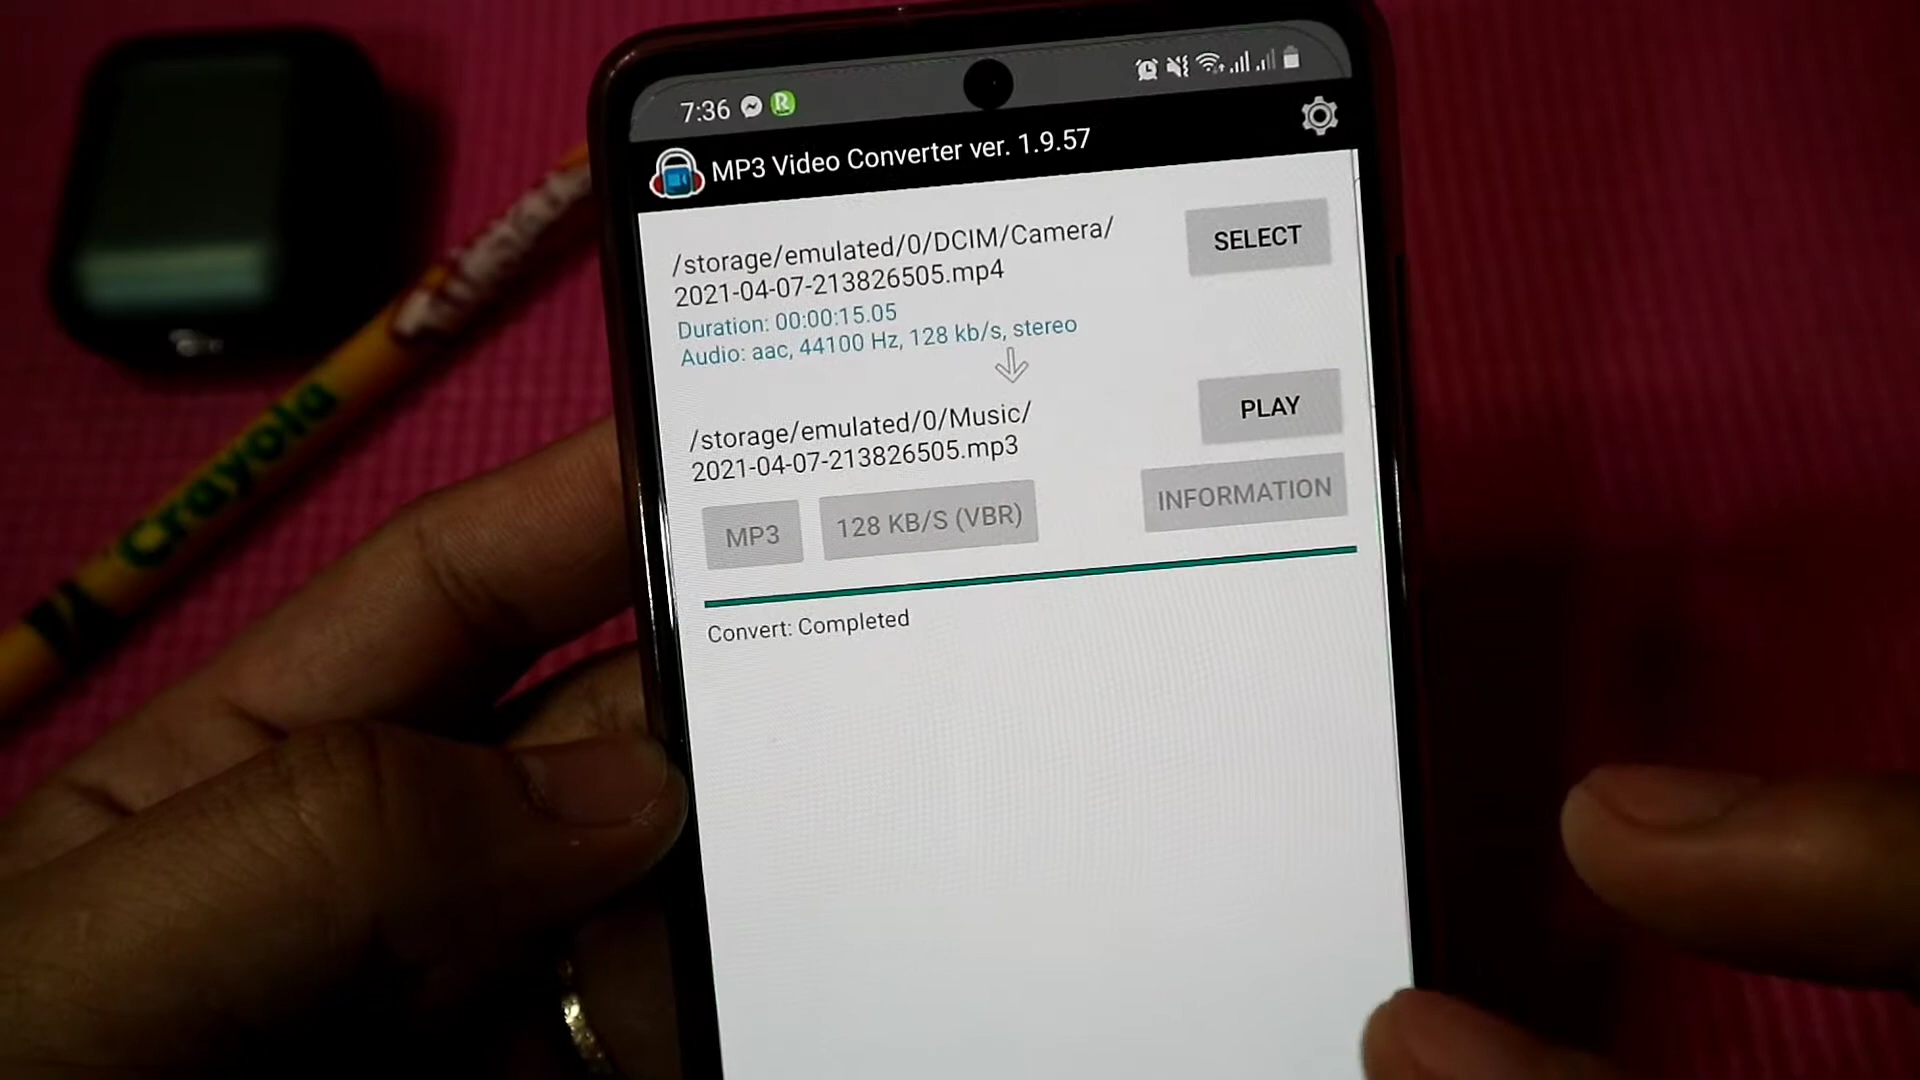 7:36
MP3 Video Converter ver. 1.9.57
/storage/emulated/0/DCIM/Camera/
2021-04-07-213826505.mp4
SELECT
Duration: 00:00:15.05
Audio: aac, 44100 Hz, 128 kb/s, stereo
/storage/emulated/0/Music/
2021-04-07-213826505.mp3
PLAY
MP3
128 KB/S (VBR)
INFORMATION
Convert: Completed
Crayola